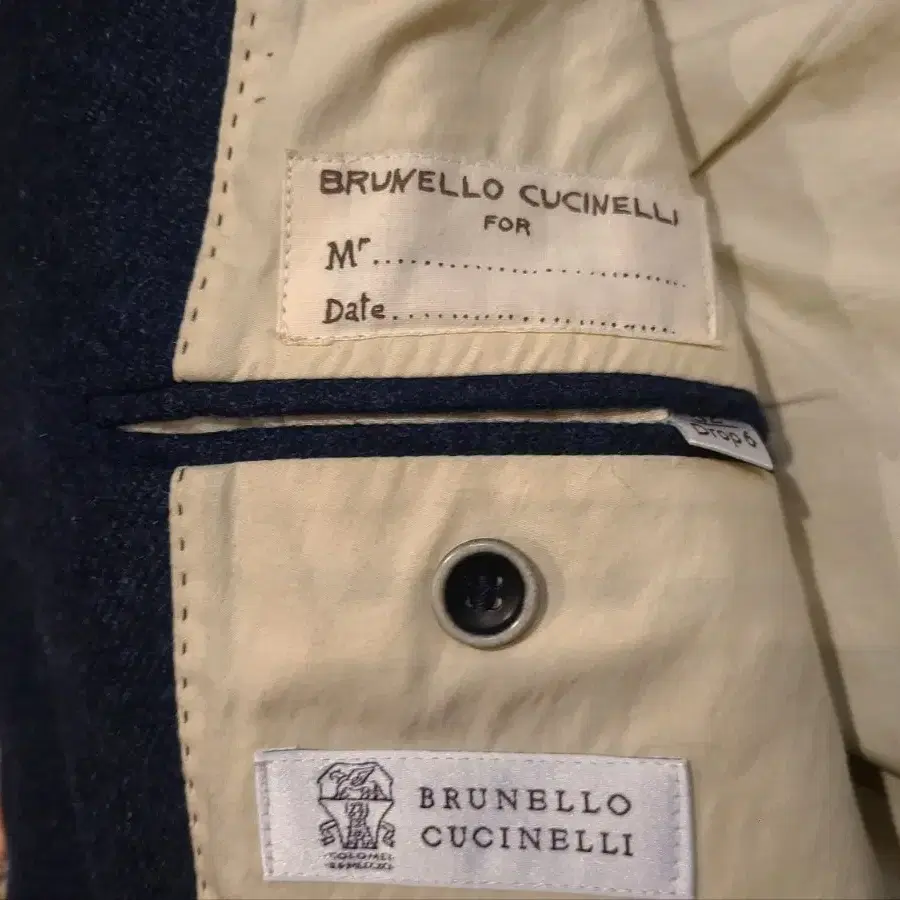 BRUNELLO CUCINELLI
FOR
Mr....................................
Date....................................
Drop 6
BRUNELLO
CUCINELLI